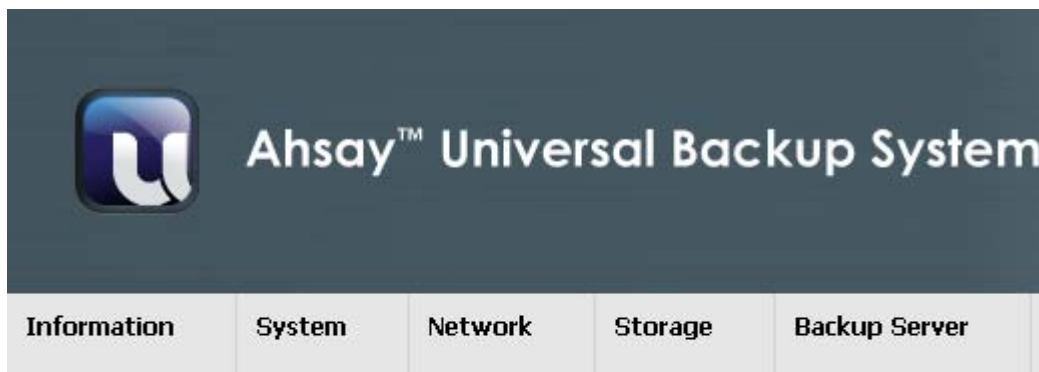 Ahsay™ Universal Backup System
Information System Network Storage Backup Server